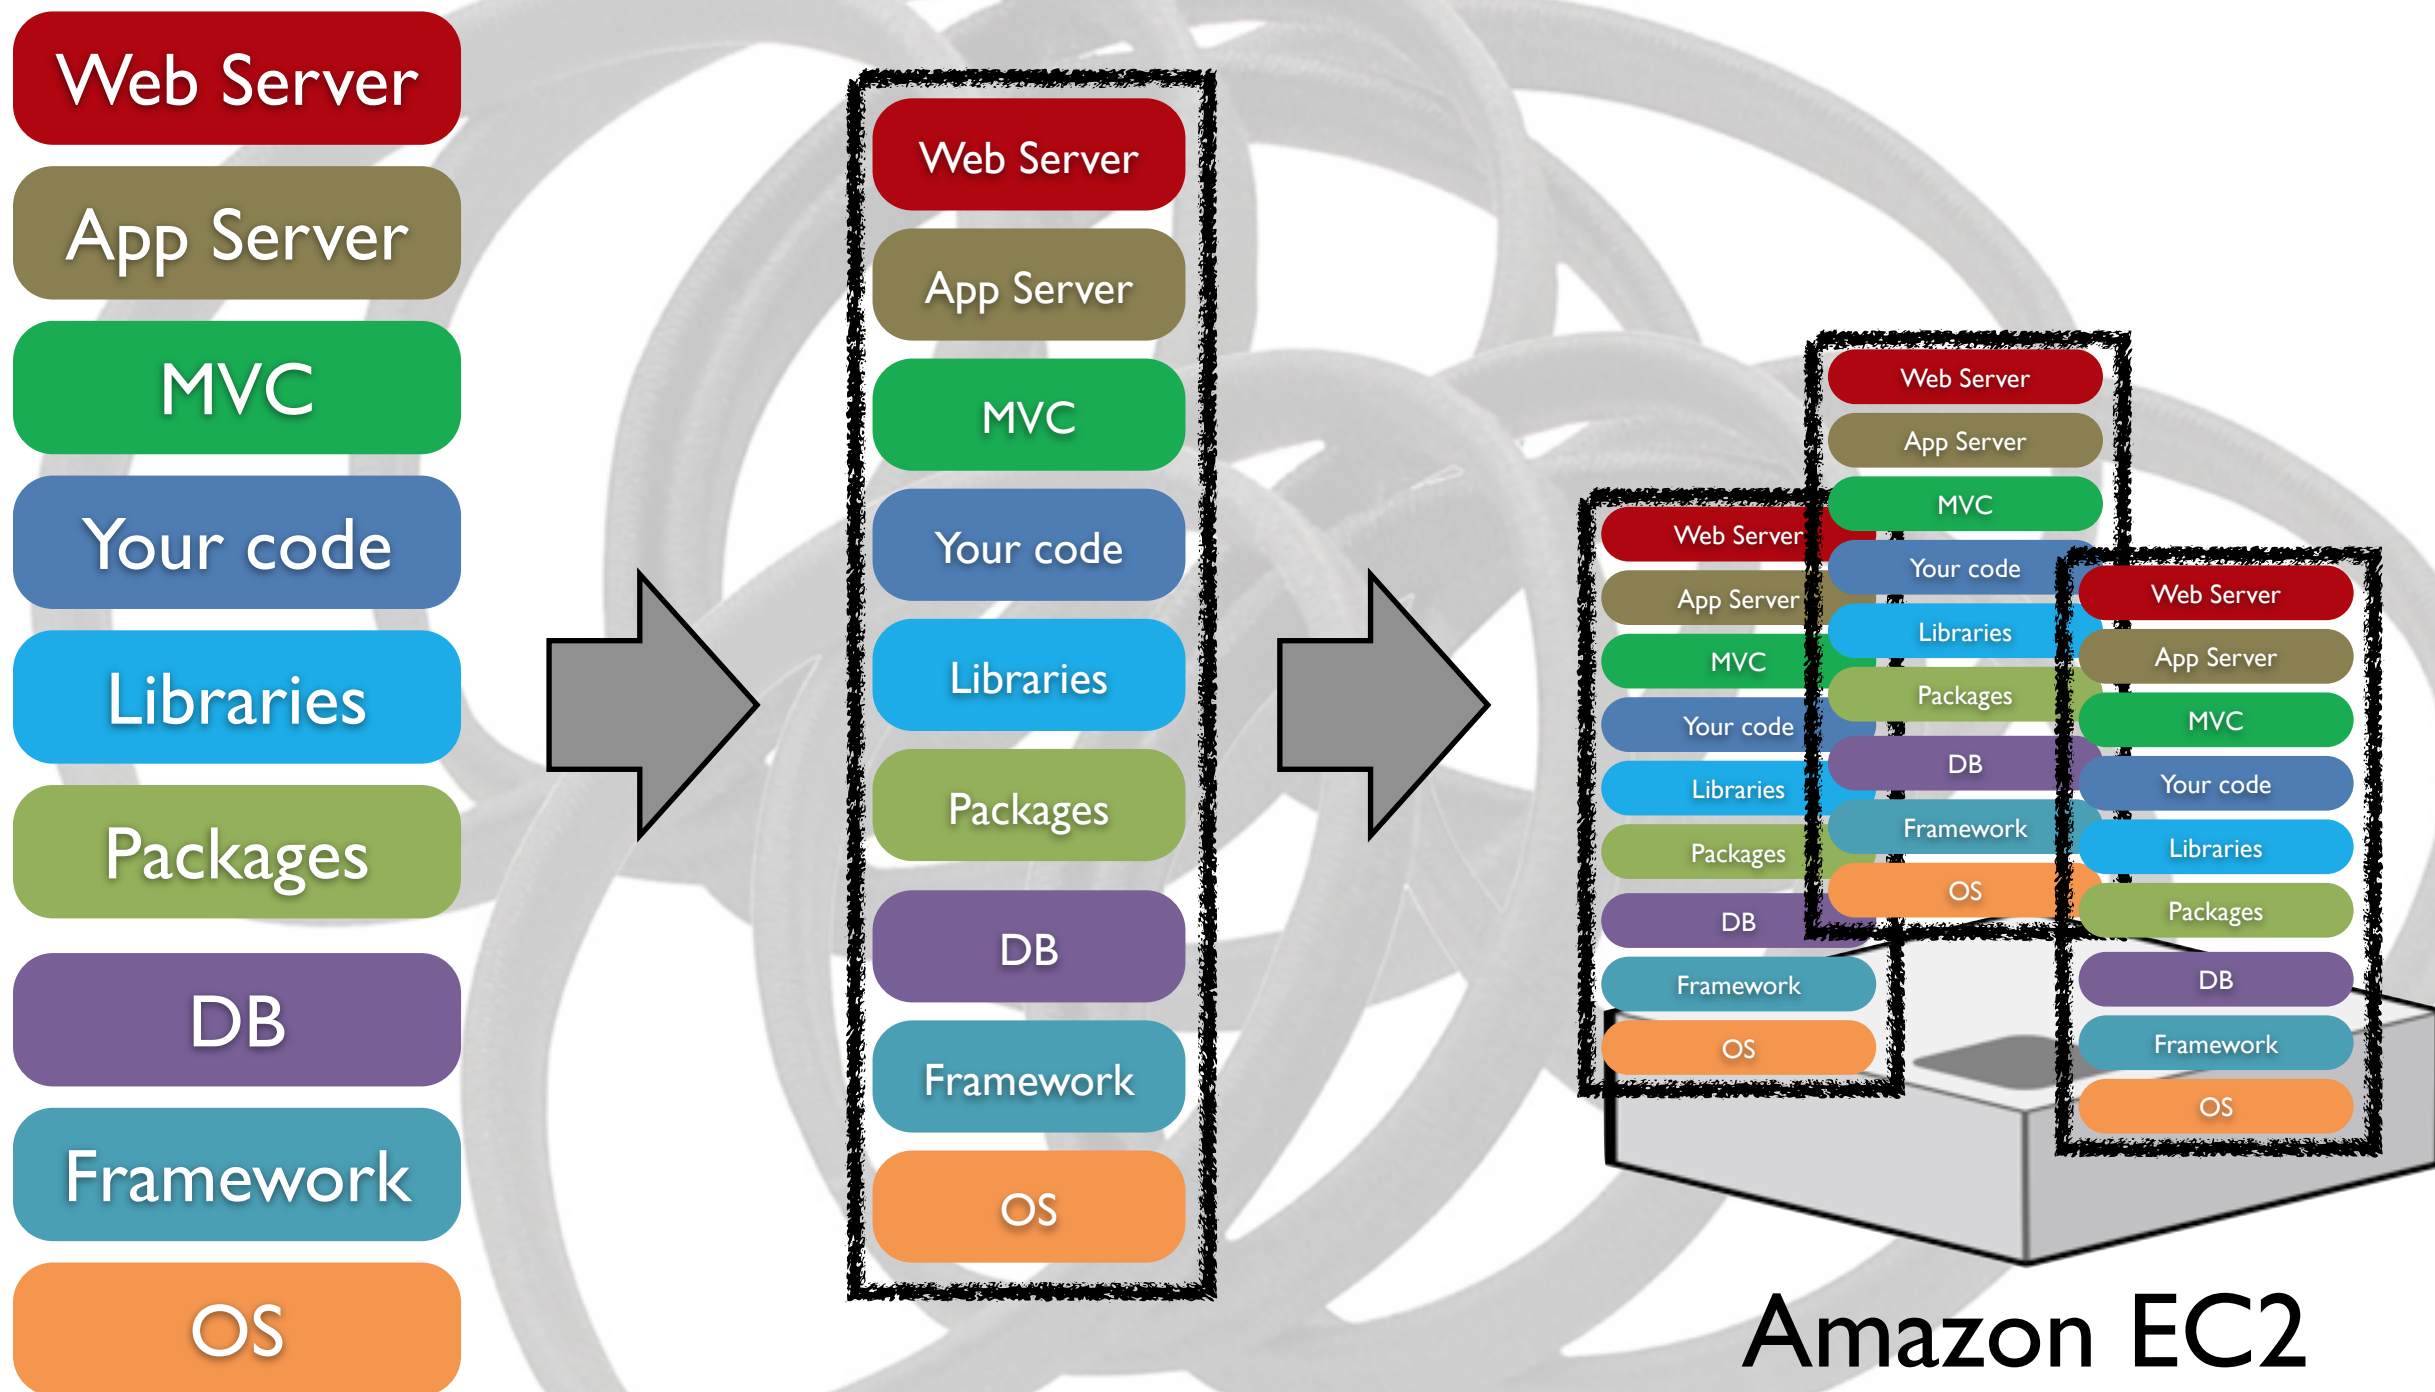 Web Server
App Server
MVC
Your code
Libraries
Packages
DB
Framework
OS
Web Server
App Server
MVC
Your code
Libraries
Packages
DB
Framework
OS
Web Server
App Server
MVC
Your code
Libraries
Packages
DB
Framework
OS
Web Server
App Server
MVC
Your code
Libraries
Packages
DB
Framework
OS
Web Server
App Server
MVC
Your code
Libraries
Packages
DB
Framework
OS
Amazon EC2